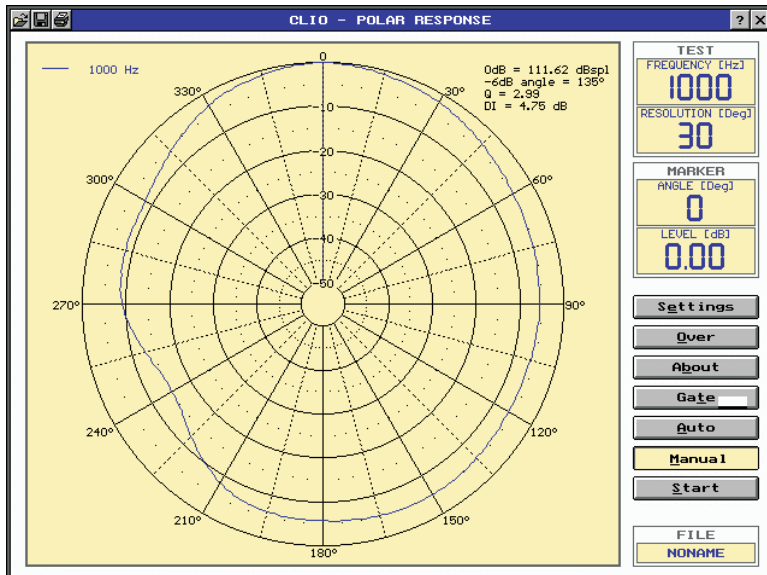 CLIO - POLAR RESPONSE
? X
1000 Hz
0dB = 111.62 dBspl
-6dB angle = 135°
Q = 2.99
DI = 4.75 dB
0
30°
60°
90°
120°
150°
180°
210°
240°
270°
300°
330°
-10
-20
-30
-40
-50
TEST
FREQUENCY [Hz]
1000
RESOLUTION [Deg]
30
MARKER
ANGLE [Deg]
0
LEVEL [dB]
0.00
Settings
Over
About
Gate
Auto
Manual
Start
FILE
NONAME